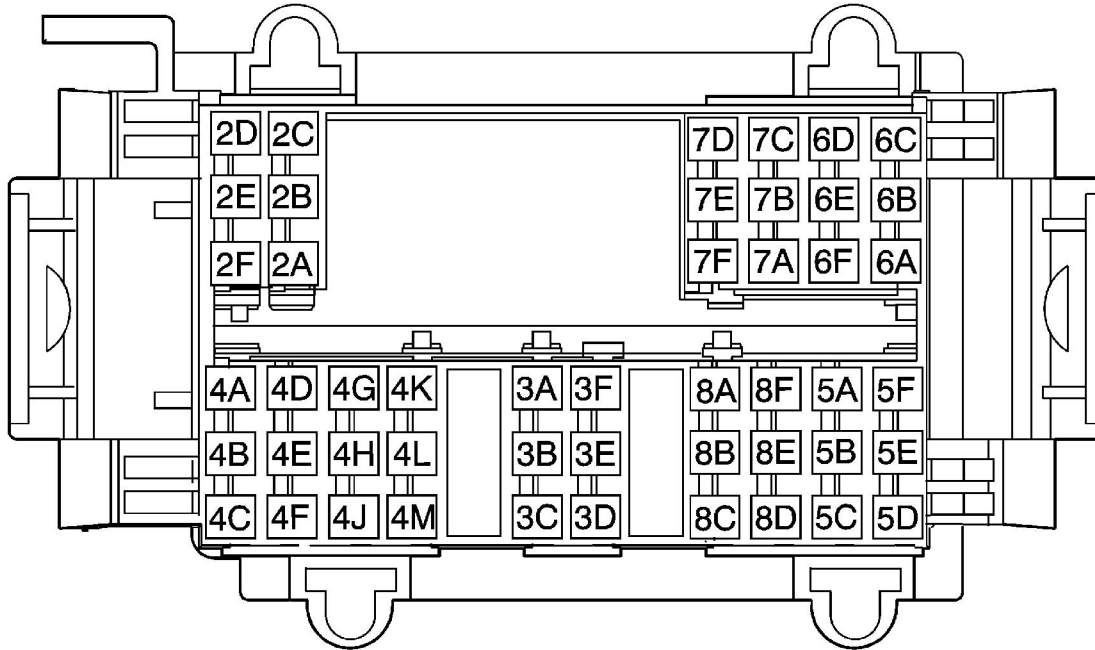 2D 2C 7D 7C 6D 6C
2E 2B 7E 7B 6E 6B
2F 2A 7F 7A 6F 6A
4A 4D 4G 4K 3A 3F 8A 8F 5A 5F
4B 4E 4H 4L 3B 3E 8B 8E 5B 5E
4C 4F 4J 4M 3C 3D 8C 8D 5C 5D